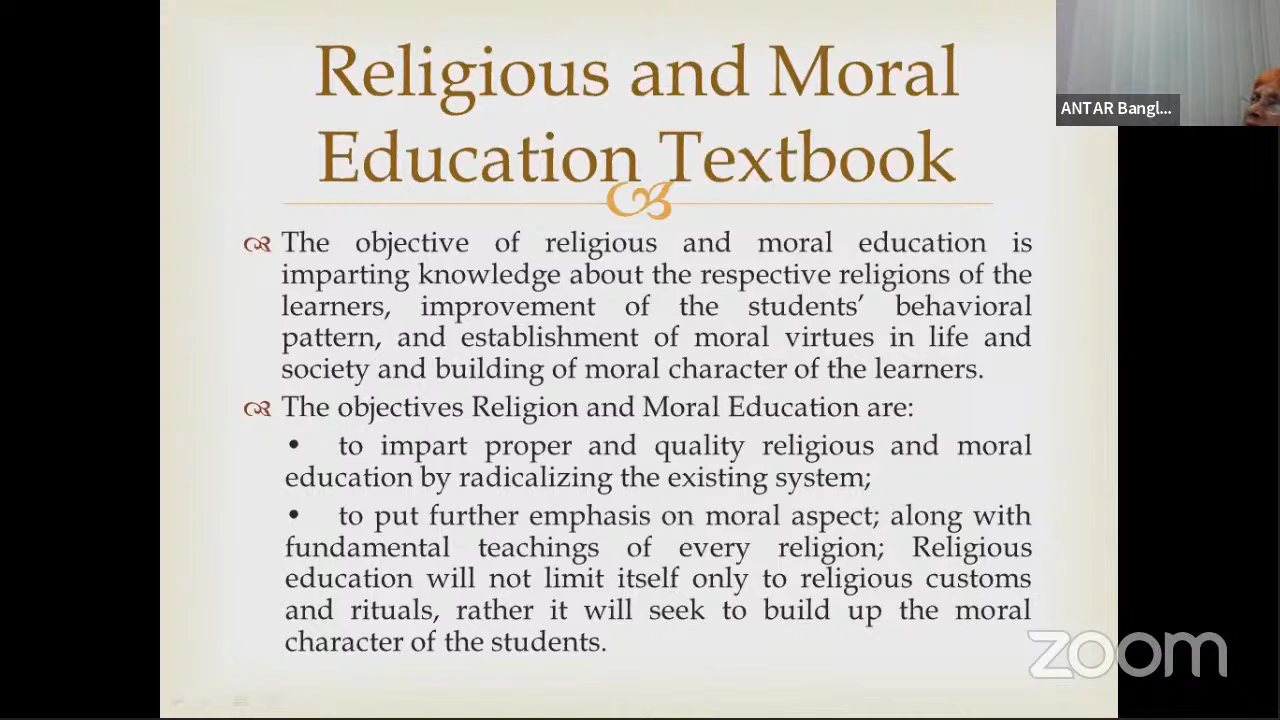 Religious and Moral
Education Textbook
ANTAR Bangl...
The objective of religious and moral education is
imparting knowledge about the respective religions of the
learners, improvement of the students' behavioral
pattern, and establishment of moral virtues in life and
society and building of moral character of the learners.
The objectives Religion and Moral Education are:
• to impart proper and quality religious and moral
education by radicalizing the existing system;
• to put further emphasis on moral aspect; along with
fundamental teachings of every religion; Religious
education will not limit itself only to religious customs
and rituals, rather it will seek to build up the moral
character of the students.
zoom